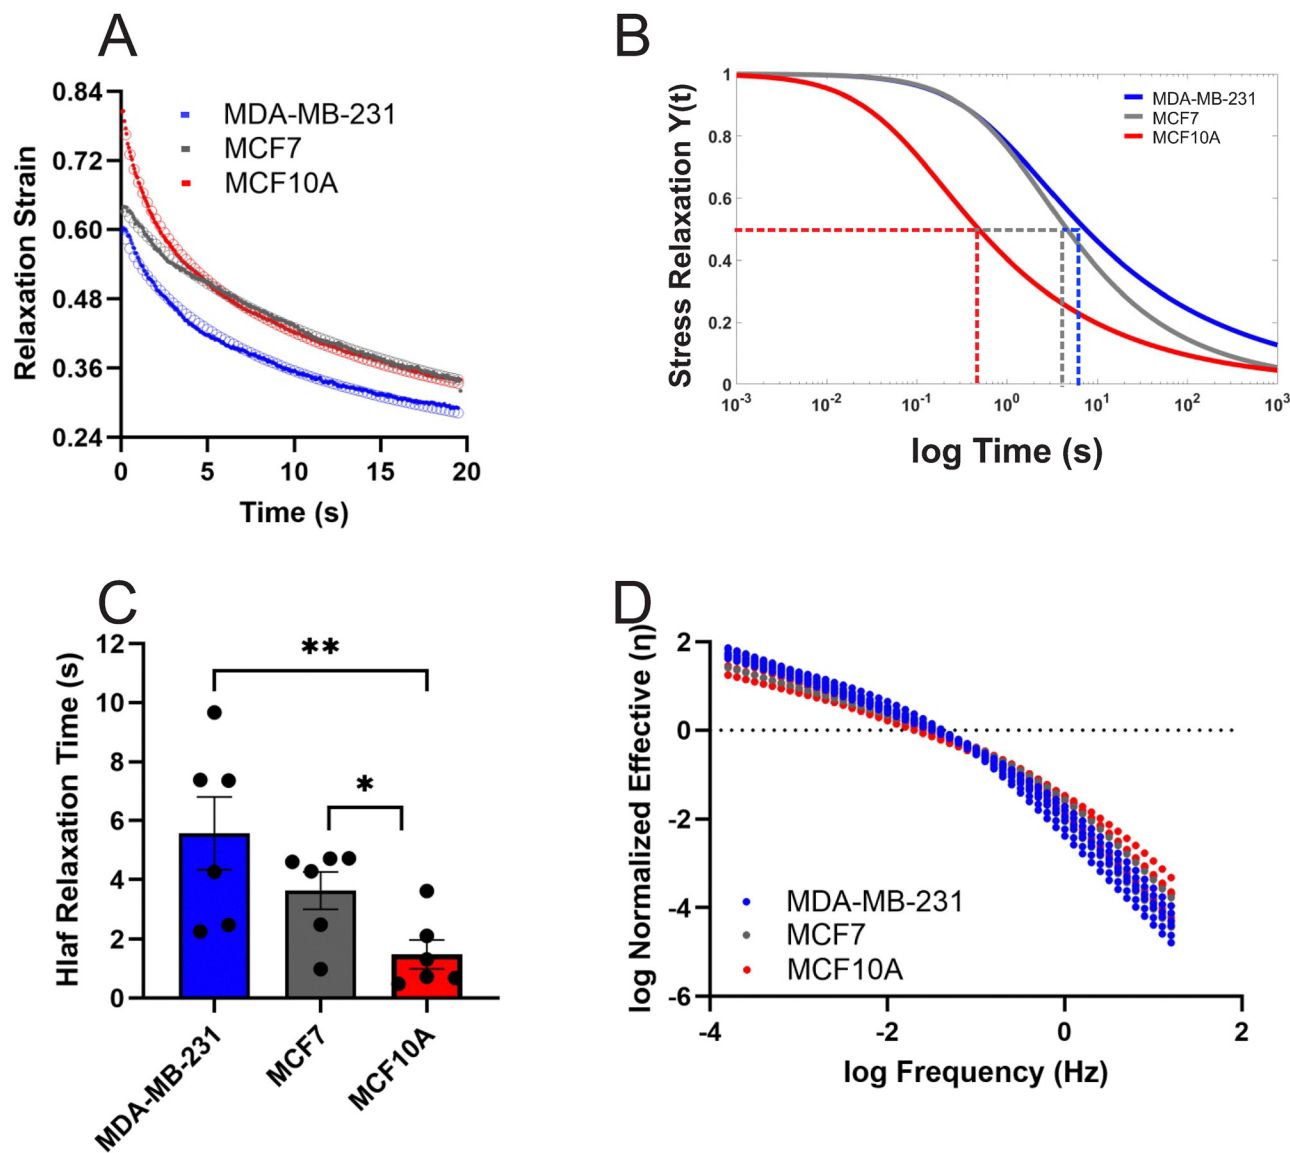 A
Relaxation Strain
0.84
0.72
0.60
0.48
0.36
0.24
MDA-MB-231
MCF7
MCF10A
0 5 10 15 20
Time (s)
B
Stress Relaxation Y(t)
1
0.8
0.6
0.4
0.2
0
MDA-MB-231
MCF7
MCF10A
10-3 10-2 10-1 100 101 102 103
log Time (s)
C
Hlaf Relaxation Time (s)
12
10
8
6
4
2
0
**
*
MDA-MB-231
MCF7
MCF10A
D
log Normalized Effective (η)
2
0
-2
-4
-6
MDA-MB-231
MCF7
MCF10A
-4 -2 0 2
log Frequency (Hz)